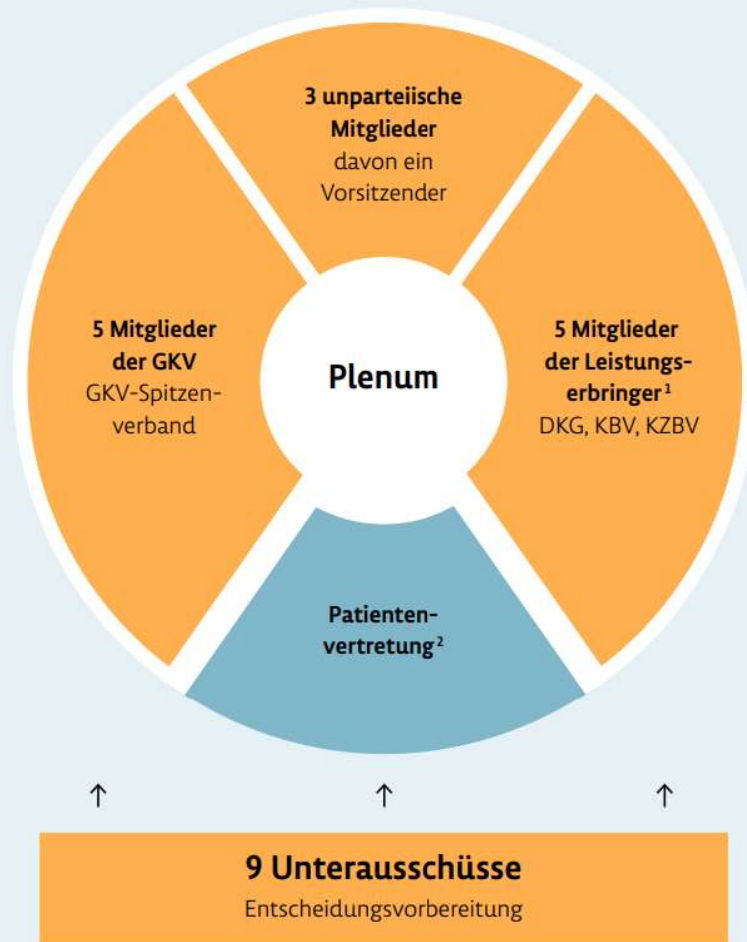 3 unparteiische
Mitglieder
davon ein
Vorsitzender
5 Mitglieder
der GKV
GKV-Spitzen-
verband
Plenum
5 Mitglieder
der Leistungs-
erbringer¹
DKG, KBV, KZBV
Patienten-
vertretung²
↑ ↑ ↑
9 Unterausschüsse
Entscheidungsvorbereitung